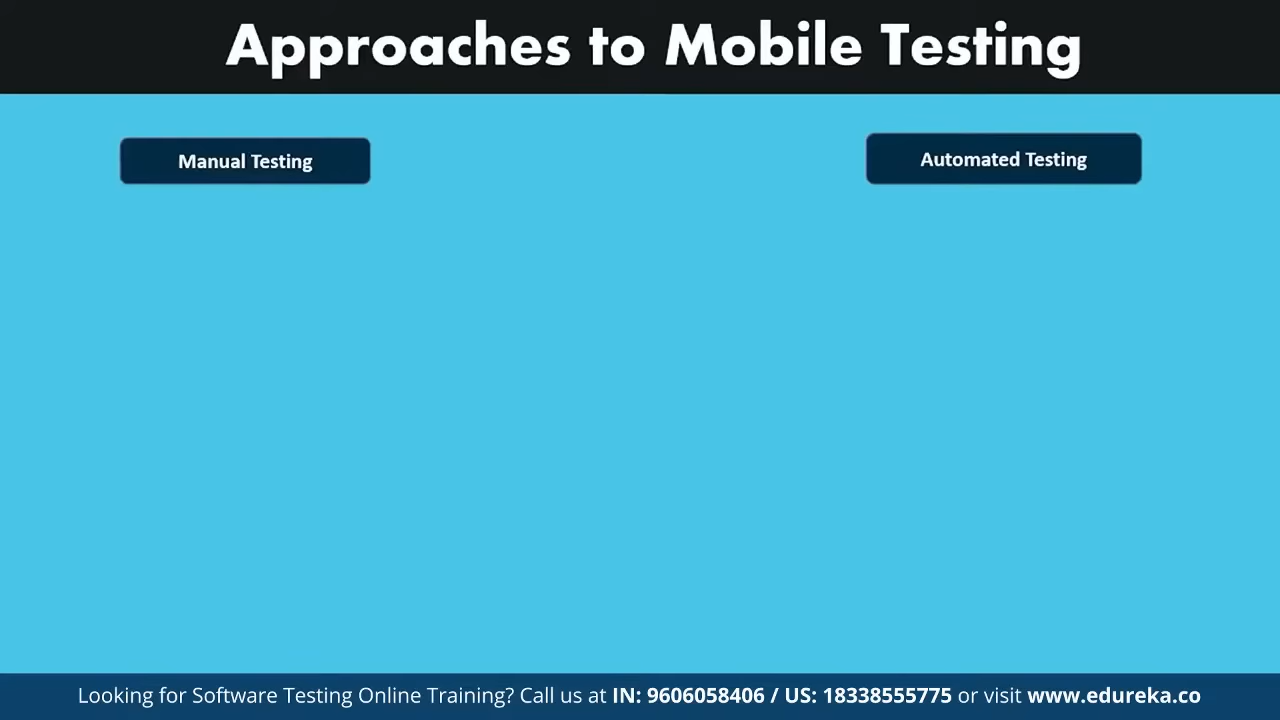 Approaches to Mobile Testing
Manual Testing
Automated Testing
Looking for Software Testing Online Training? Call us at IN: 9606058406 / US: 18338555775 or visit www.edureka.co